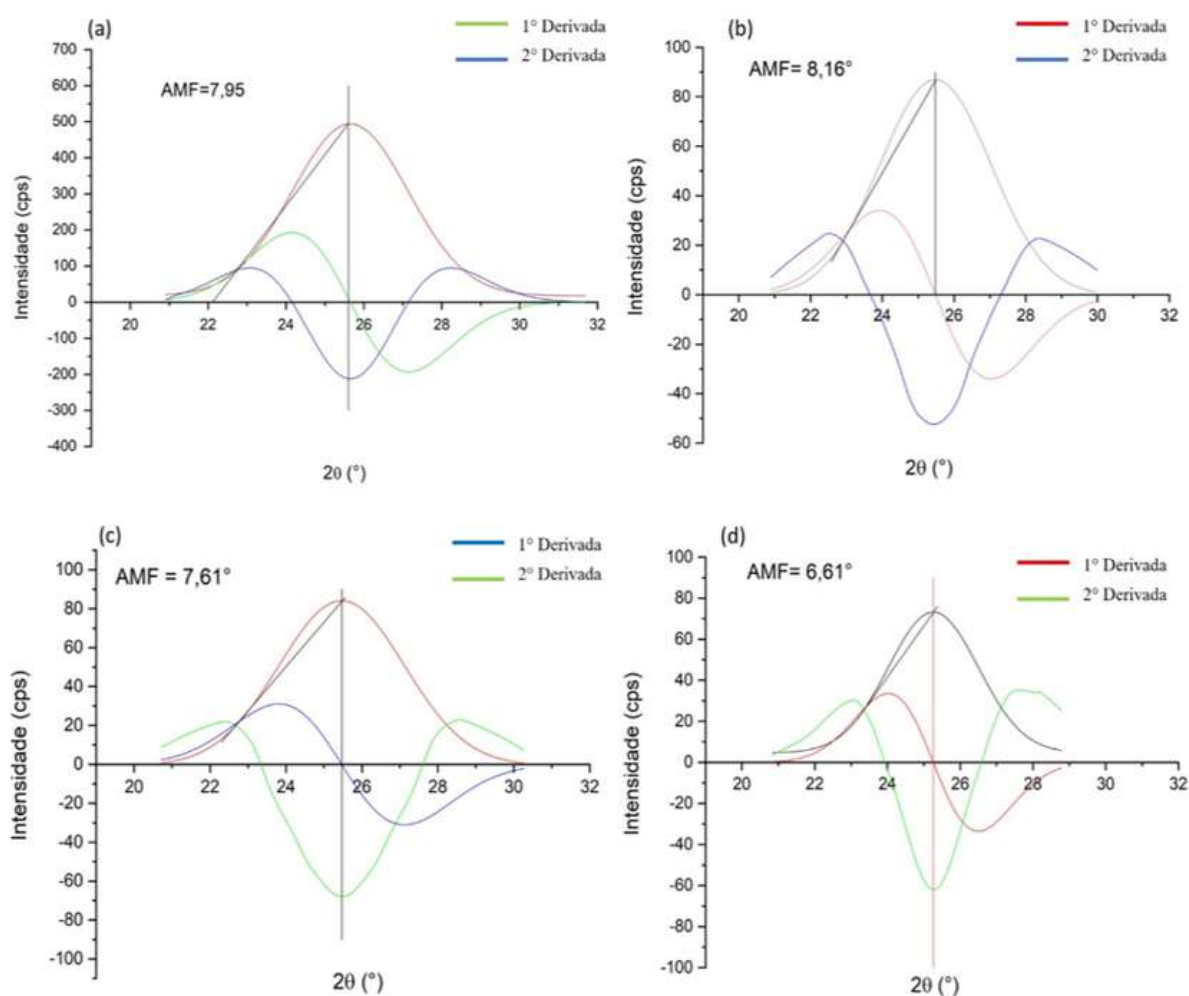 (a)
1° Derivada
2° Derivada
AMF=7,95
700
600
500
400
300
200
100
0
-100
-200
-300
-400
20
22
24
26
28
30
32
Intensidade (cps)
2θ (°)
(b)
1° Derivada
2° Derivada
AMF= 8,16°
100
80
60
40
20
0
-20
-40
-60
20
22
24
26
28
30
32
Intensidade (cps)
2θ (°)
(c)
1° Derivada
2° Derivada
AMF = 7,61°
100
80
60
40
20
0
-20
-40
-60
-80
-100
20
22
24
26
28
30
32
Intensidade (cps)
2θ (°)
(d)
1° Derivada
2° Derivada
AMF= 6,61°
100
80
60
40
20
0
-20
-40
-60
-80
-100
20
22
24
26
28
30
32
Intensidade (cps)
2θ (°)